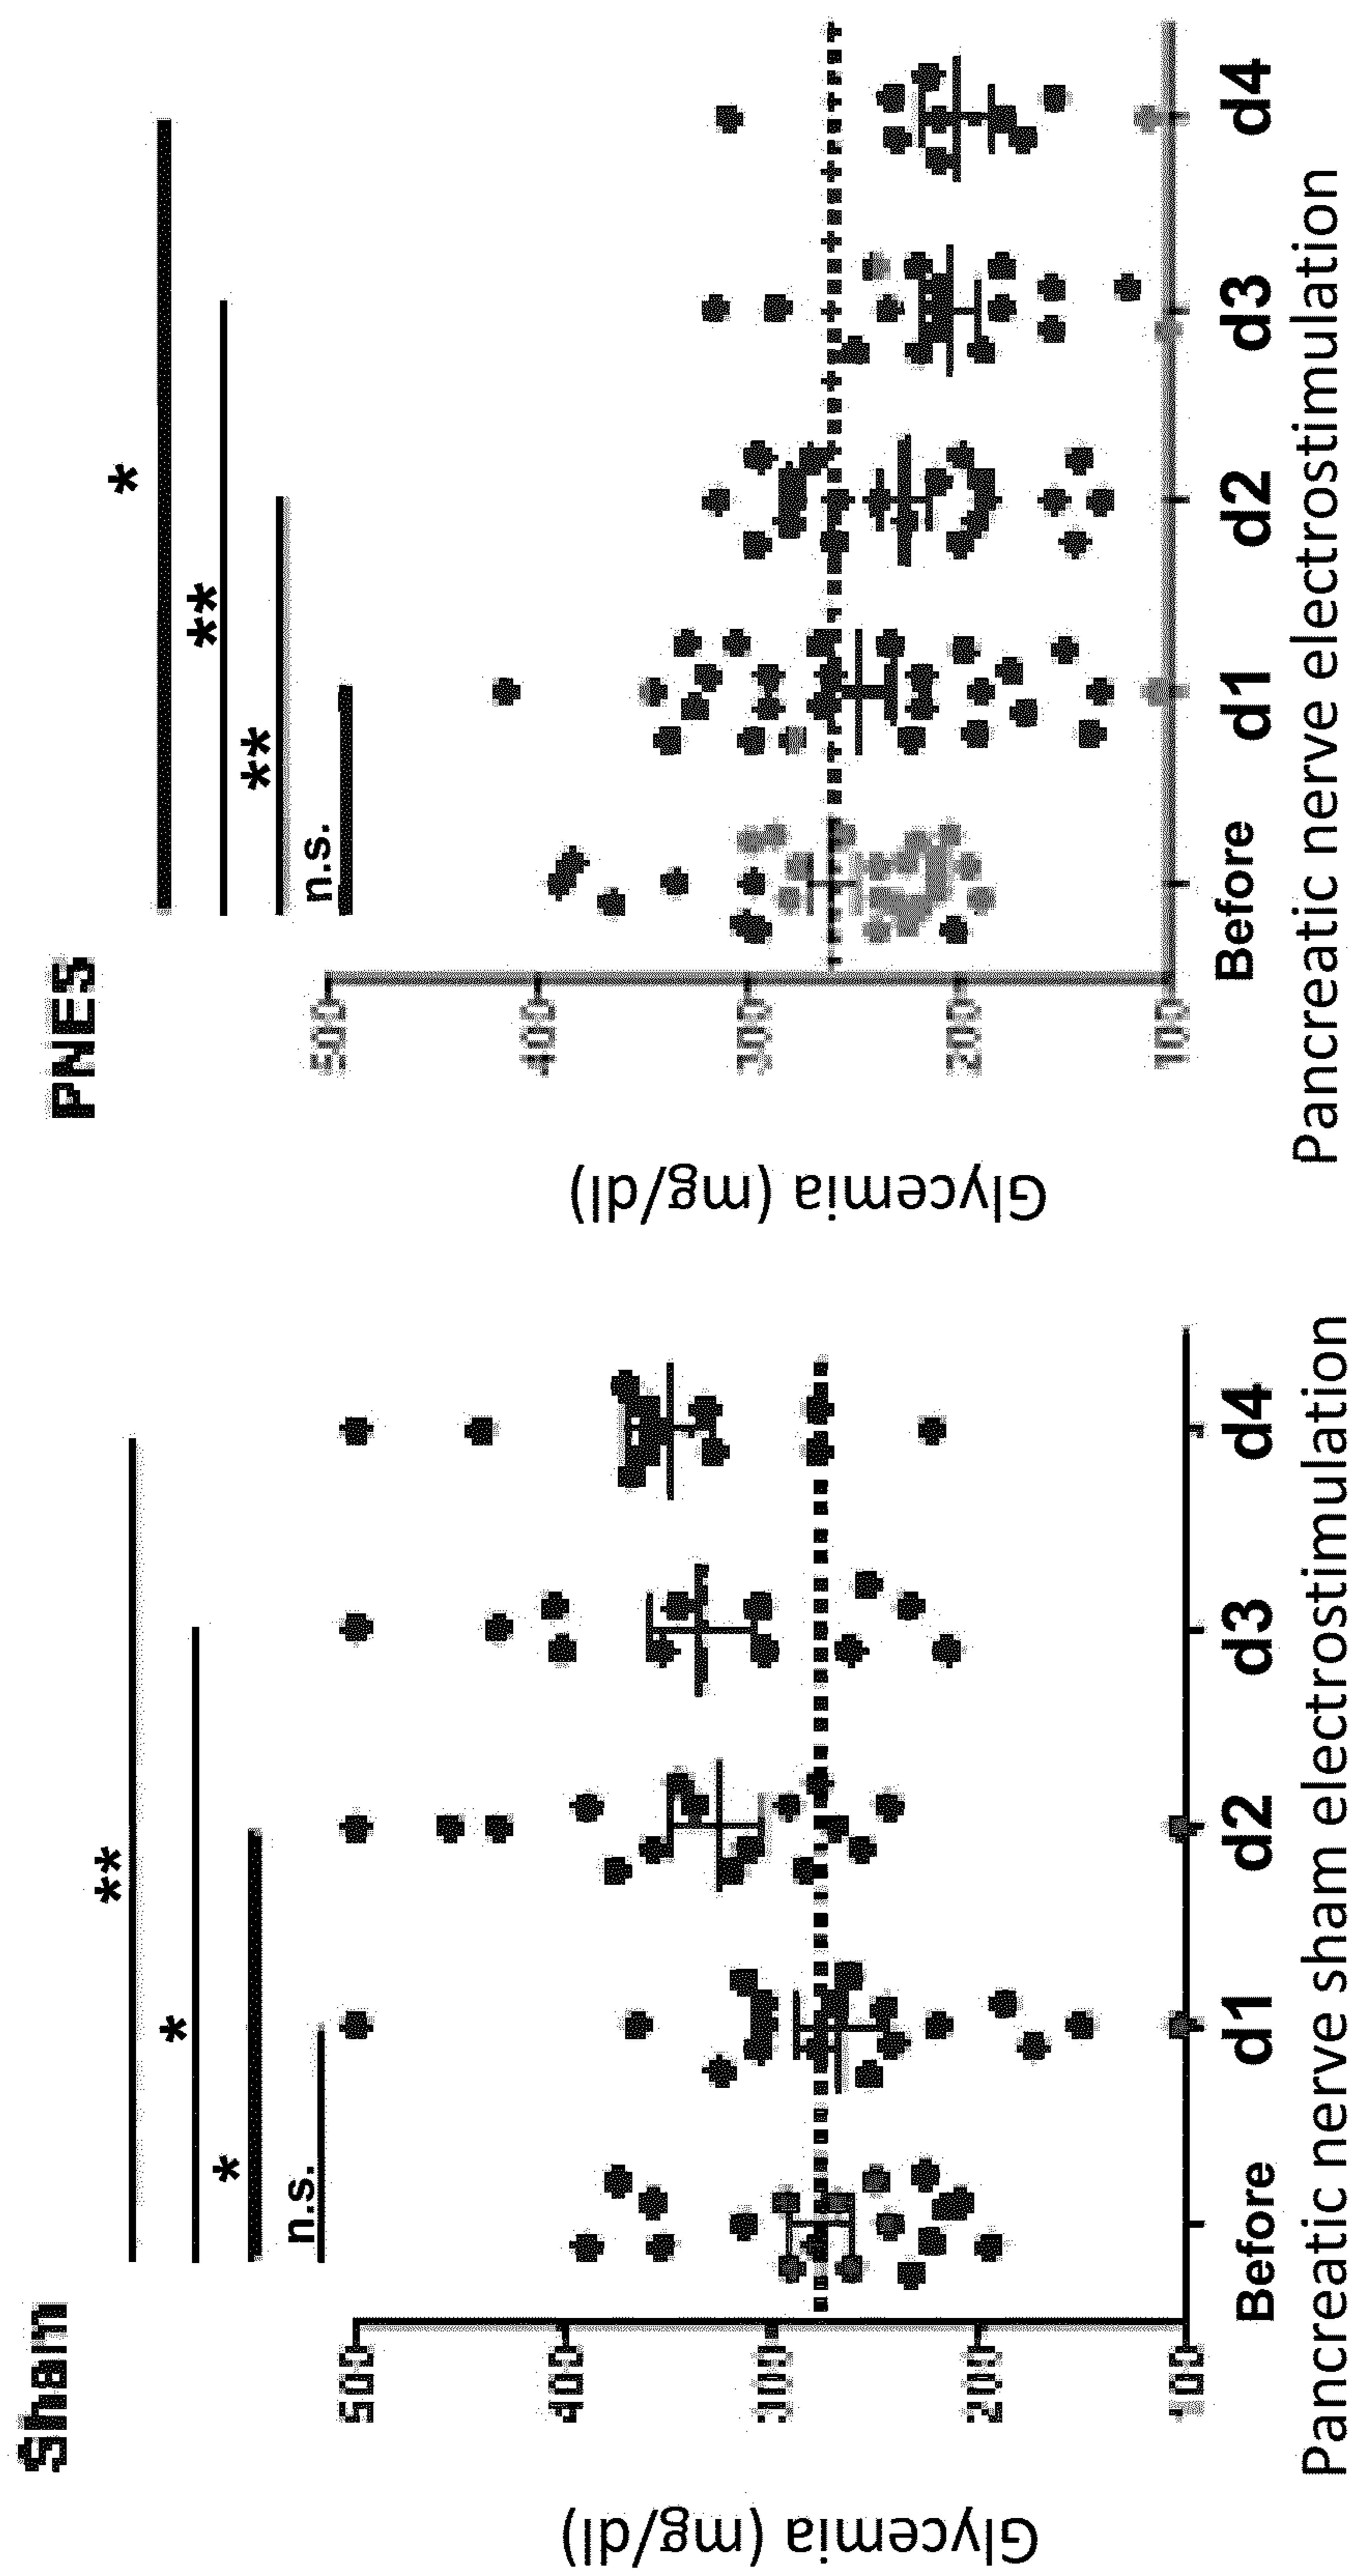 Sham
**
*
*
n.s.
500
400
300
200
100
Glycemia (mg/dl)
Before d1 d2 d3 d4
Pancreatic nerve sham electrostimulation
PNES
*
**
**
n.s.
500
400
300
200
100
Glycemia (mg/dl)
Before d1 d2 d3 d4
Pancreatic nerve electrostimulation